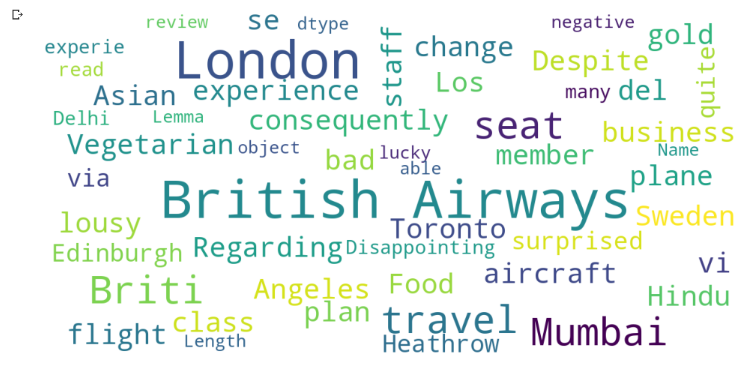 review
se
dtype
negative
gold
experie
London
staff
change
Despite
quite
read
Asian
experience
Los
many
del
Delhi
Lemma
consequently
seat
business
Vegetarian
object
bad
lucky
able
member
Name
plane
via
British Airways
lousy
Toronto
Sweden
Edinburgh
Regarding
Disappointing
surprised
vi
Briti
Angeles
Food
aircraft
Hindu
plan
travel
Mumbai
flight
class
Length
Heathrow